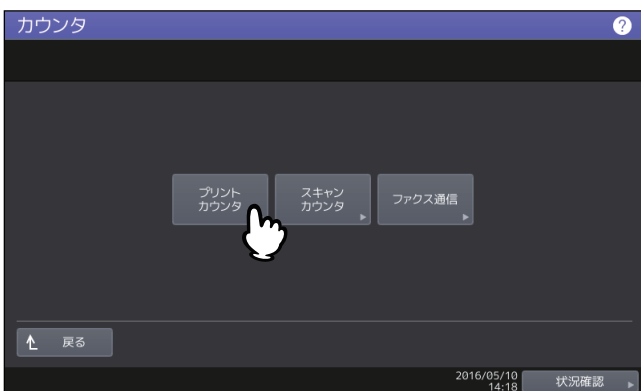 カウンタ
?
プリント
カウンタ
スキャン
カウンタ
ファクス通信
戻る
2016/05/10
14:18
状況確認